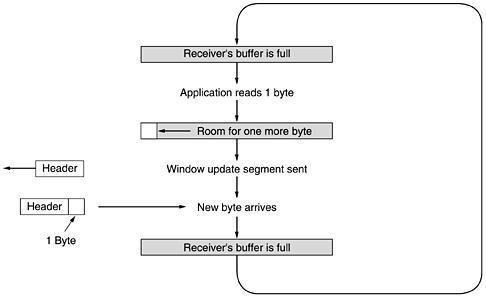 Receiver's buffer is full
Application reads 1 byte
Room for one more byte
Header
Window update segment sent
Header
New byte arrives
1 Byte
Receiver's buffer is full